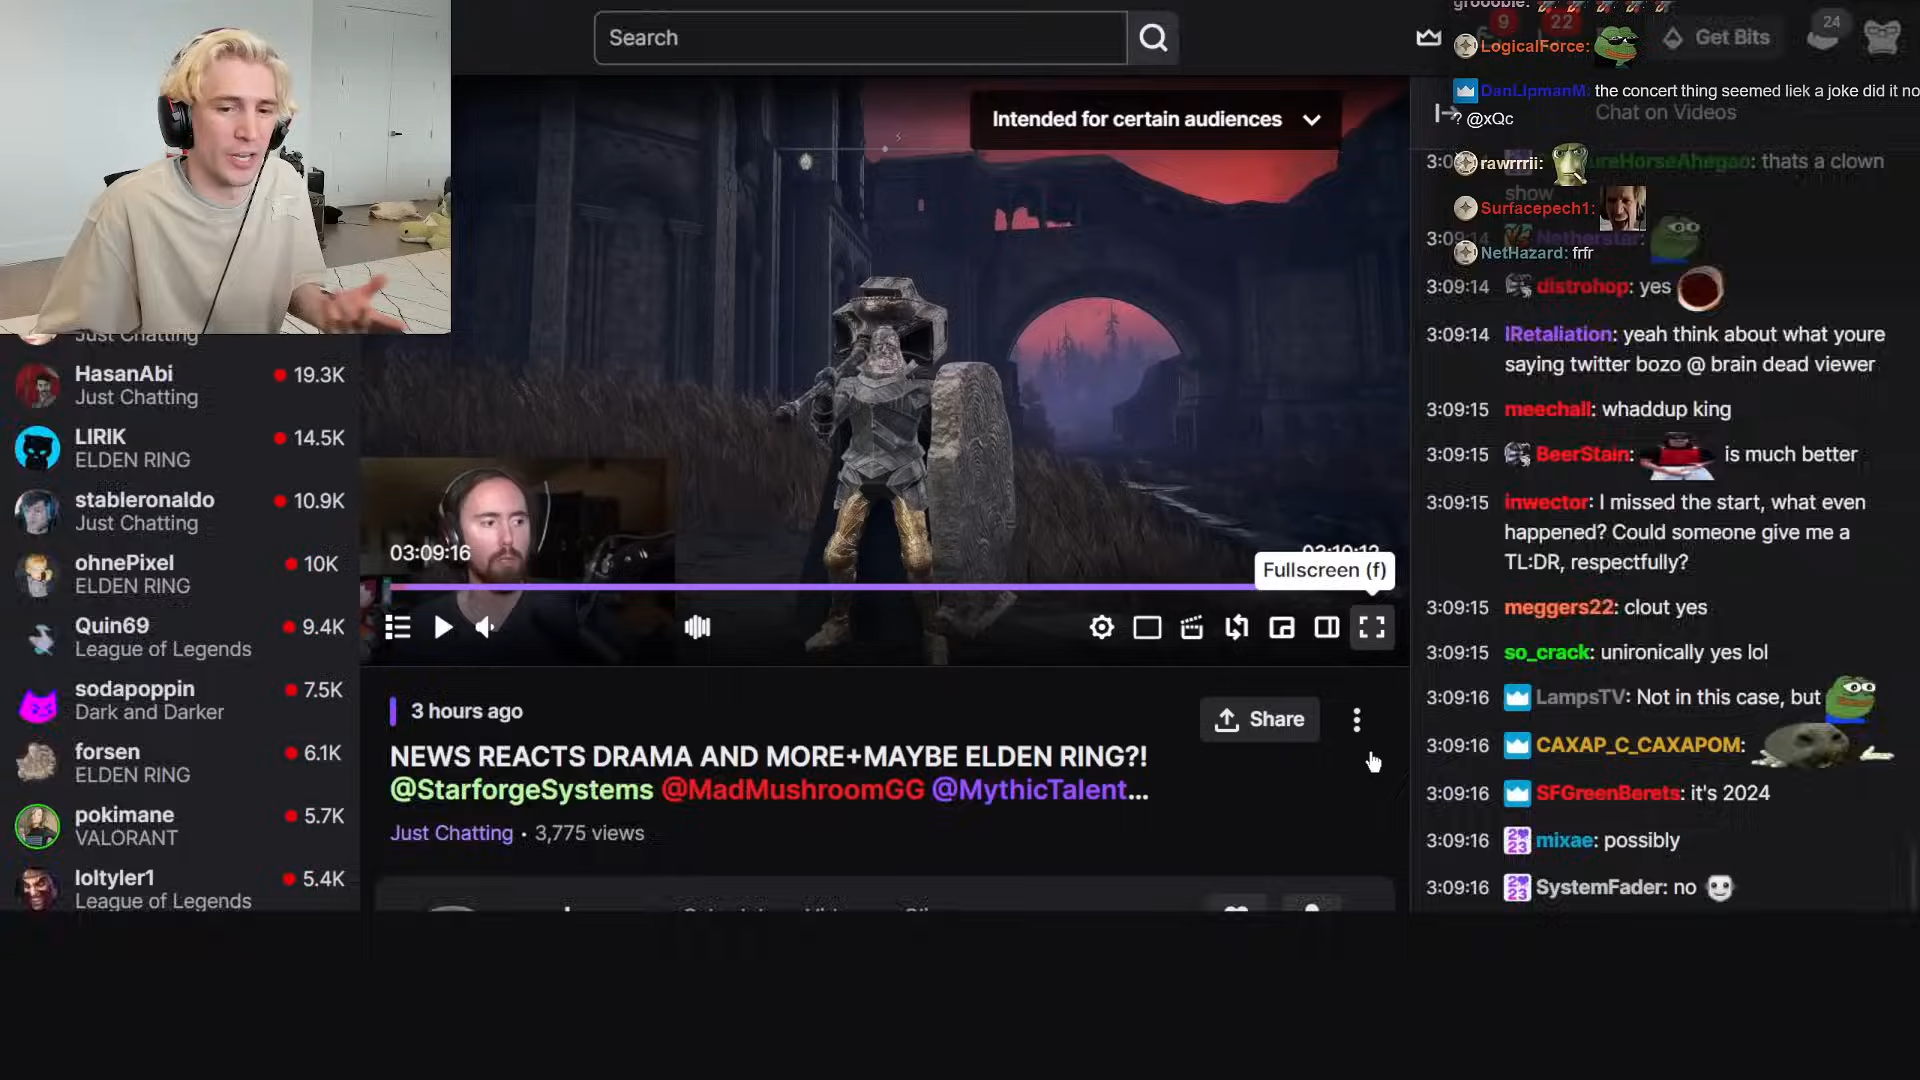 Search
9
22
24
Get Bits
LogicalForce:
DanLIpmanM: the concert thing seemed liek a joke did it no
? @xQc
Chat on Videos
rawrrrii:
ureHorseAhegao: thats a clown
show
Surfacepech1:
Netherstar:
NetHazard: frfr
3:09:14 distrohop: yes
3:09:14 IRetaliation: yeah think about what youre
saying twitter bozo @ brain dead viewer
3:09:15 meechall: whaddup king
3:09:15 BeerStain: is much better
3:09:15 inwector: I missed the start, what even
happened? Could someone give me a
TL:DR, respectfully?
3:09:15 meggers22: clout yes
3:09:15 so_crack: unironically yes lol
3:09:16 LampsTV: Not in this case, but
3:09:16 CAXAP_C_CAXAPOM:
3:09:16 SFGreenBerets: it's 2024
3:09:16 mixae: possibly
3:09:16 SystemFader: no
Intended for certain audiences
03:09:16
03:10:12
Fullscreen (f)
3 hours ago
Share
NEWS REACTS DRAMA AND MORE+MAYBE ELDEN RING?!
@StarforgeSystems @MadMushroomGG @MythicTalent...
Just Chatting • 3,775 views
Just Chatting
HasanAbi 19.3K
Just Chatting
LIRIK 14.5K
ELDEN RING
stableronaldo 10.9K
Just Chatting
ohnePixel 10K
ELDEN RING
Quin69 9.4K
League of Legends
sodapoppin 7.5K
Dark and Darker
forsen 6.1K
ELDEN RING
pokimane 5.7K
VALORANT
loltyler1 5.4K
League of Legends